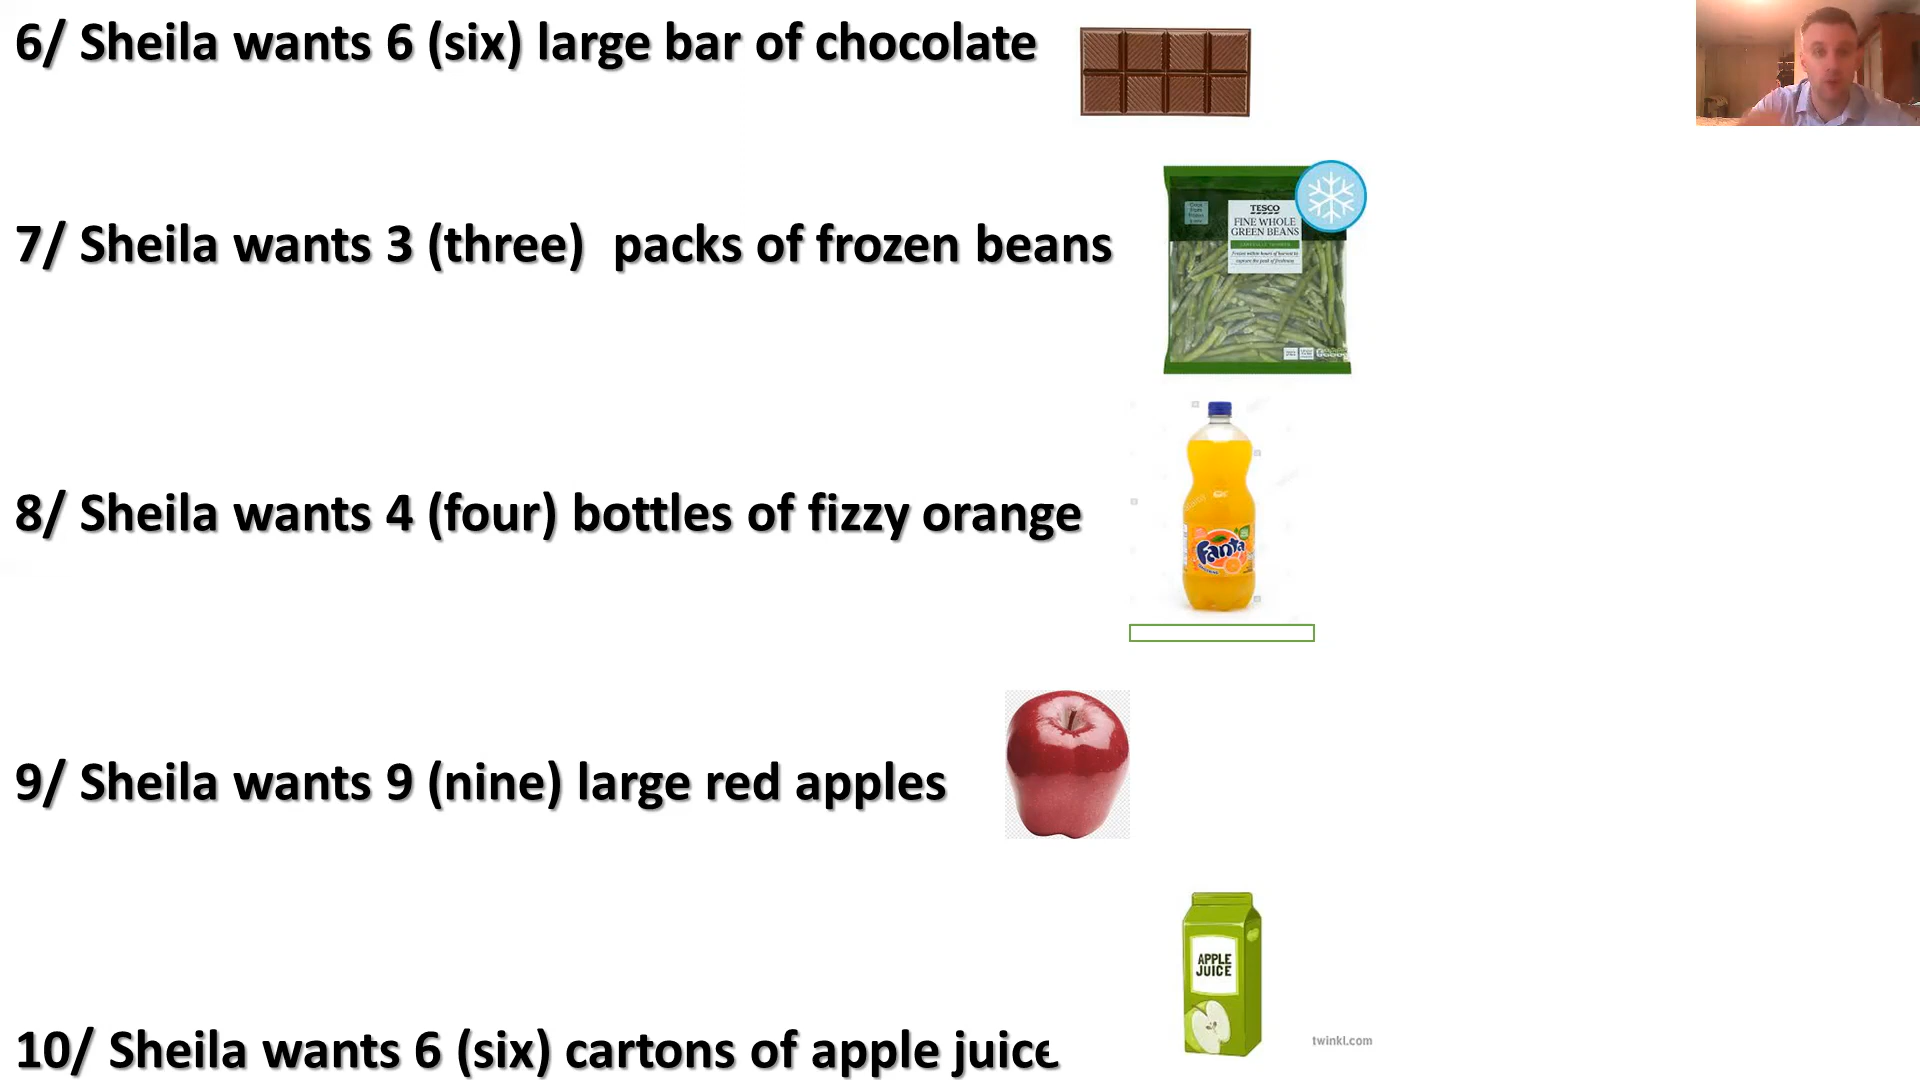 6/ Sheila wants 6 (six) large bar of chocolate
TESCO
FINE WHOLE
GREEN BEANS
7/ Sheila wants 3 (three) packs of frozen beans
8/ Sheila wants 4 (four) bottles of fizzy orange
Fanta
9/ Sheila wants 9 (nine) large red apples
APPLE
JUICE
twinkl.com
10/ Sheila wants 6 (six) cartons of apple juice